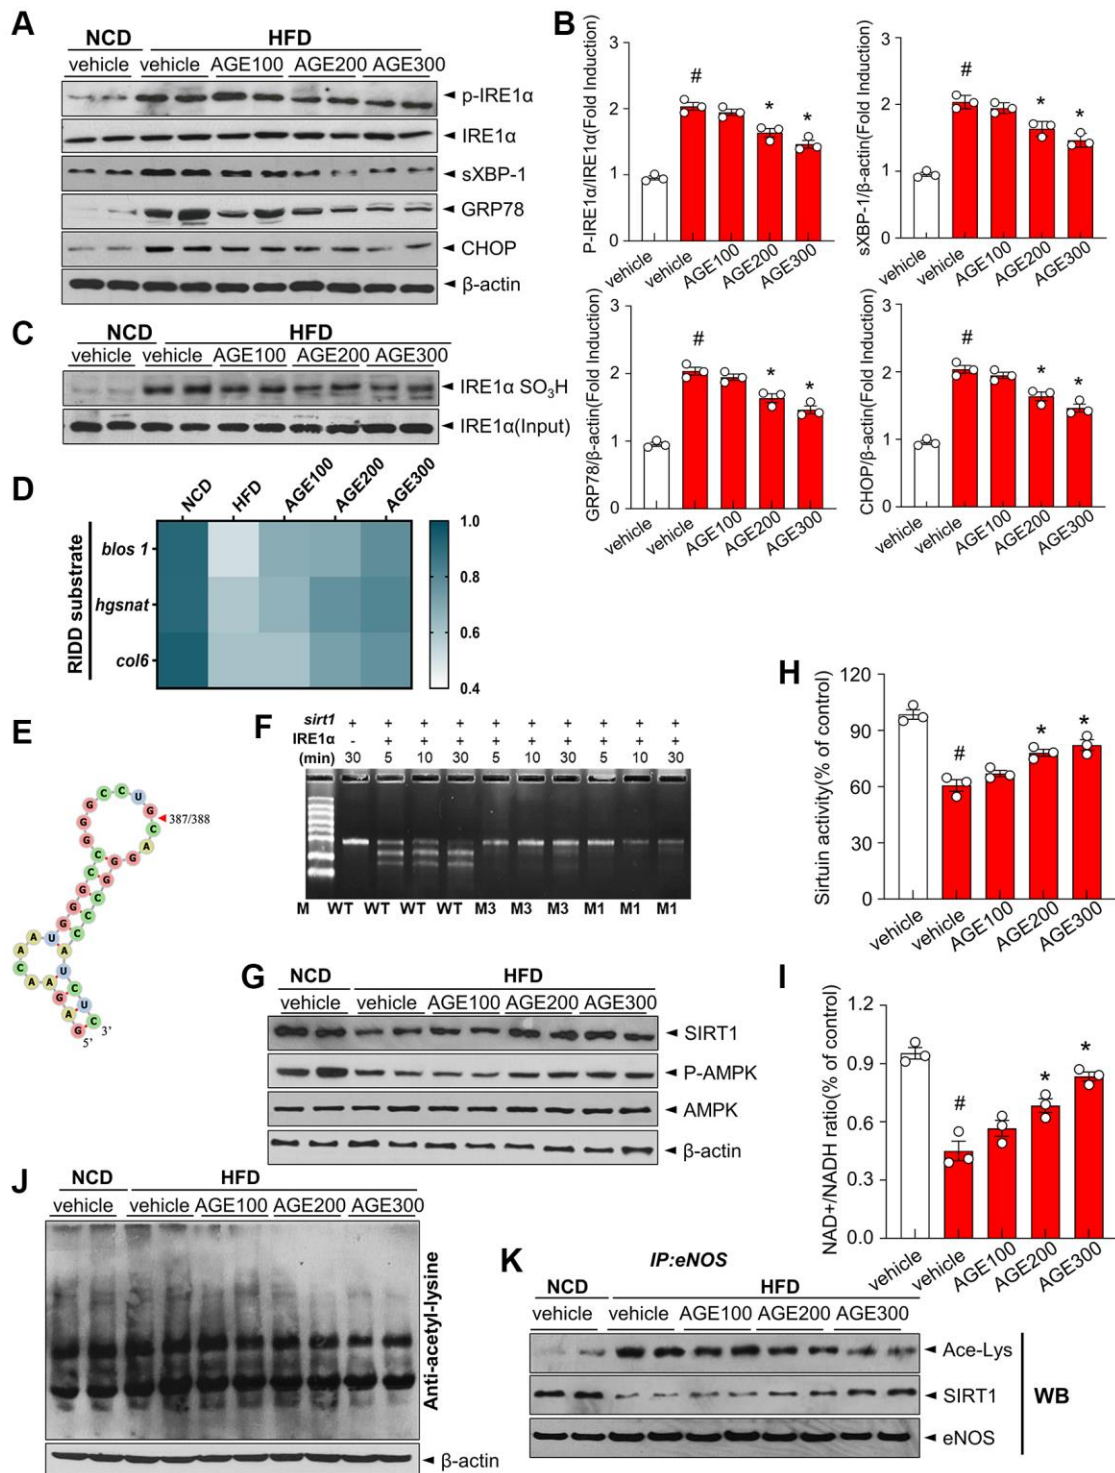 A
NCD HFD
vehicle vehicle AGE100 AGE200 AGE300
p-IRE1α
IRE1α
sXBP-1
GRP78
CHOP
β-actin
B
P-IRE1α/IRE1α(Fold Induction)
3
2
1
0
#
*
*
vehicle
vehicle
AGE100
AGE200
AGE300
sXBP-1/β-actin(Fold Induction)
3
2
1
0
#
*
*
vehicle
vehicle
AGE100
AGE200
AGE300
GRP78/β-actin(Fold Induction)
3
2
1
0
#
*
*
vehicle
vehicle
AGE100
AGE200
AGE300
CHOP/β-actin(Fold Induction)
3
2
1
0
#
*
*
vehicle
vehicle
AGE100
AGE200
AGE300
C
NCD HFD
vehicle vehicle AGE100 AGE200 AGE300
IRE1α SO₃H
IRE1α(Input)
D
NCD HFD AGE100 AGE200 AGE300
RIDD substrate
blos 1
hgsnat
col6
1.0
0.8
0.6
0.4
E
387/388
5'
3'
F
sirt1 + + + + + + + + + +
IRE1α - + + + + + + + + +
(min) 30 5 10 30 5 10 30 5 10 30
M WT WT WT WT M3 M3 M3 M1 M1 M1
G
NCD HFD
vehicle vehicle AGE100 AGE200 AGE300
SIRT1
P-AMPK
AMPK
β-actin
H
Sirtuin activity(% of control)
120
90
60
30
0
#
*
*
vehicle
vehicle
AGE100
AGE200
AGE300
I
NAD+/NADH ratio(% of control)
1.2
0.9
0.6
0.3
0.0
#
*
*
vehicle
vehicle
AGE100
AGE200
AGE300
J
NCD HFD
vehicle vehicle AGE100 AGE200 AGE300
Anti-acetyl-lysine
β-actin
K
IP:eNOS
NCD HFD
vehicle vehicle AGE100 AGE200 AGE300
Ace-Lys
SIRT1
eNOS
WB